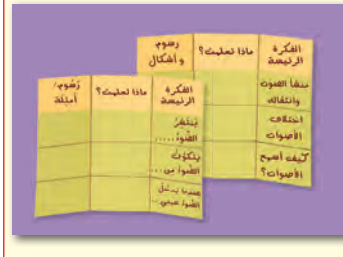 الفكرة الرئيسة
ماذا تعلمت؟
رسوم وأشكال
منشأ الصوت وانتقاله
اختلاف الأصوات
كيف أسمع الأصوات؟
الفكرة الرئيسة
ماذا تعلمت؟
رسوم/ أمثلة
ينتشر الضوء.....
يتكون الضوء من...
عندما يدخل الضوء عيني..